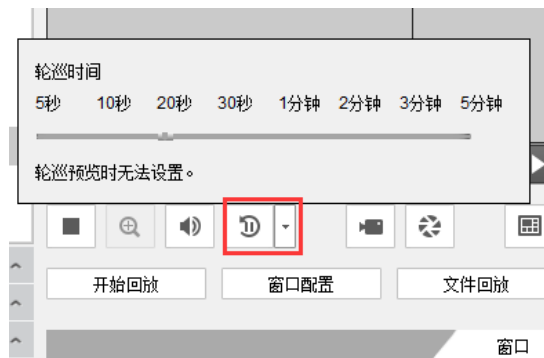 轮巡时间
5秒 10秒 20秒 30秒 1分钟 2分钟 3分钟 5分钟
轮巡预览时无法设置。
开始回放 窗口配置 文件回放
窗口